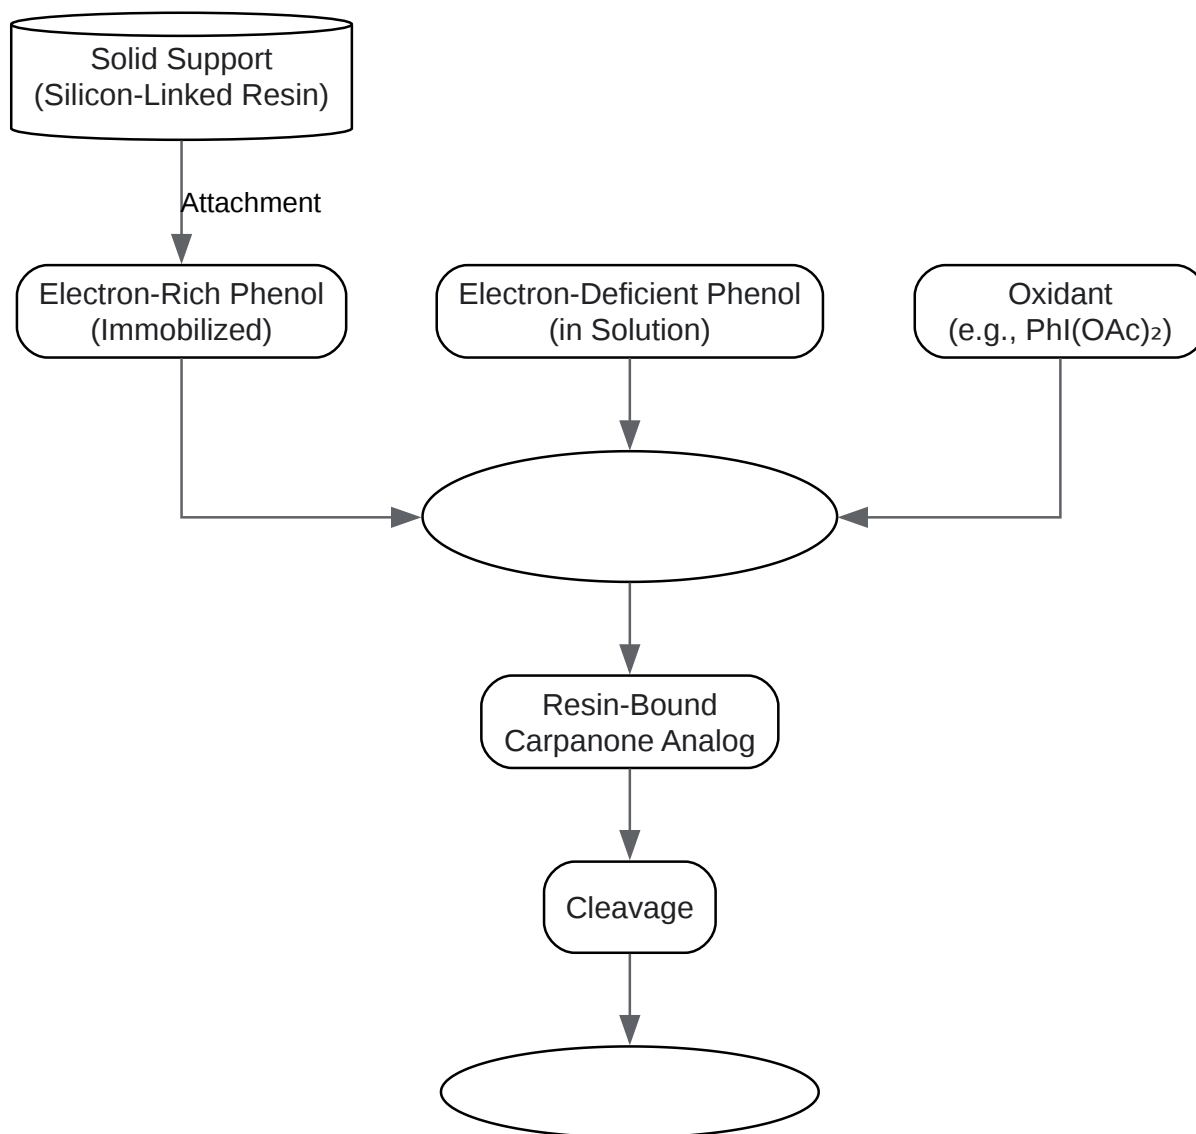 Solid Support
(Silicon-Linked Resin)
Attachment
Electron-Rich Phenol
(Immobilized)
Electron-Deficient Phenol
(in Solution)
Oxidant
(e.g., PhI(OAc)₂)
Resin-Bound
Carpanone Analog
Cleavage